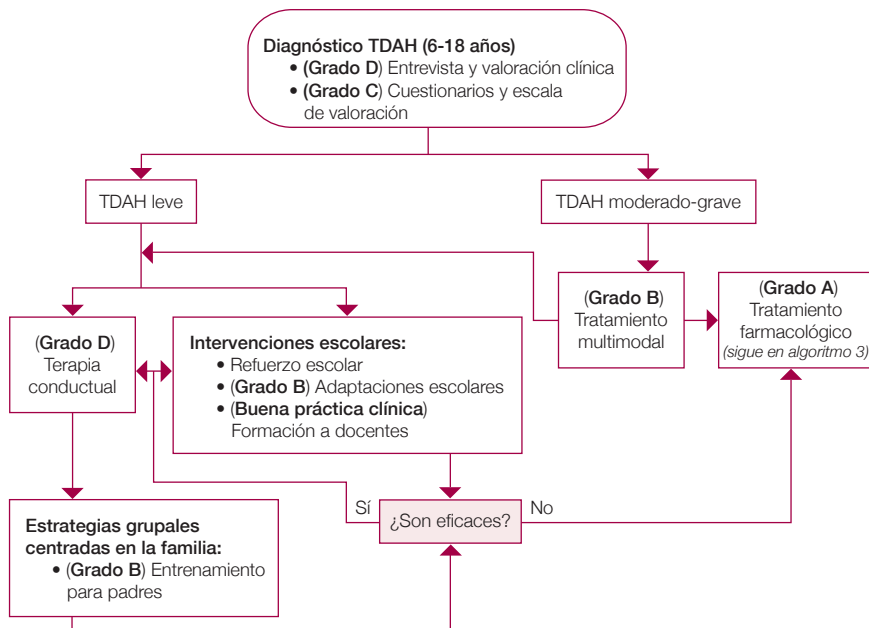 Diagnóstico TDAH (6-18 años)
• (Grado D) Entrevista y valoración clínica
• (Grado C) Cuestionarios y escala
de valoración
TDAH leve
TDAH moderado-grave
(Grado B)
Tratamiento
multimodal
(Grado A)
Tratamiento
farmacológico
(sigue en algoritmo 3)
(Grado D)
Terapia
conductual
Intervenciones escolares:
• Refuerzo escolar
• (Grado B) Adaptaciones escolares
• (Buena práctica clínica)
Formación a docentes
Sí
¿Son eficaces?
No
Estrategias grupales
centradas en la familia:
• (Grado B) Entrenamiento
para padres